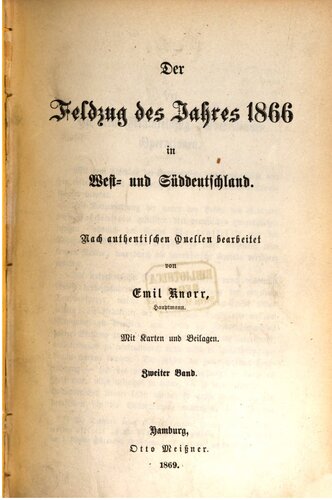 Der
Feldzug des Jahres 1866
in
West- und Süddeutschland.
Nach authentischen Quellen bearbeitet
von
Emil Knorr,
Hauptmann.
Mit Karten und Beilagen.
Zweiter Band.
Hamburg,
Otto Meißner.
1869.